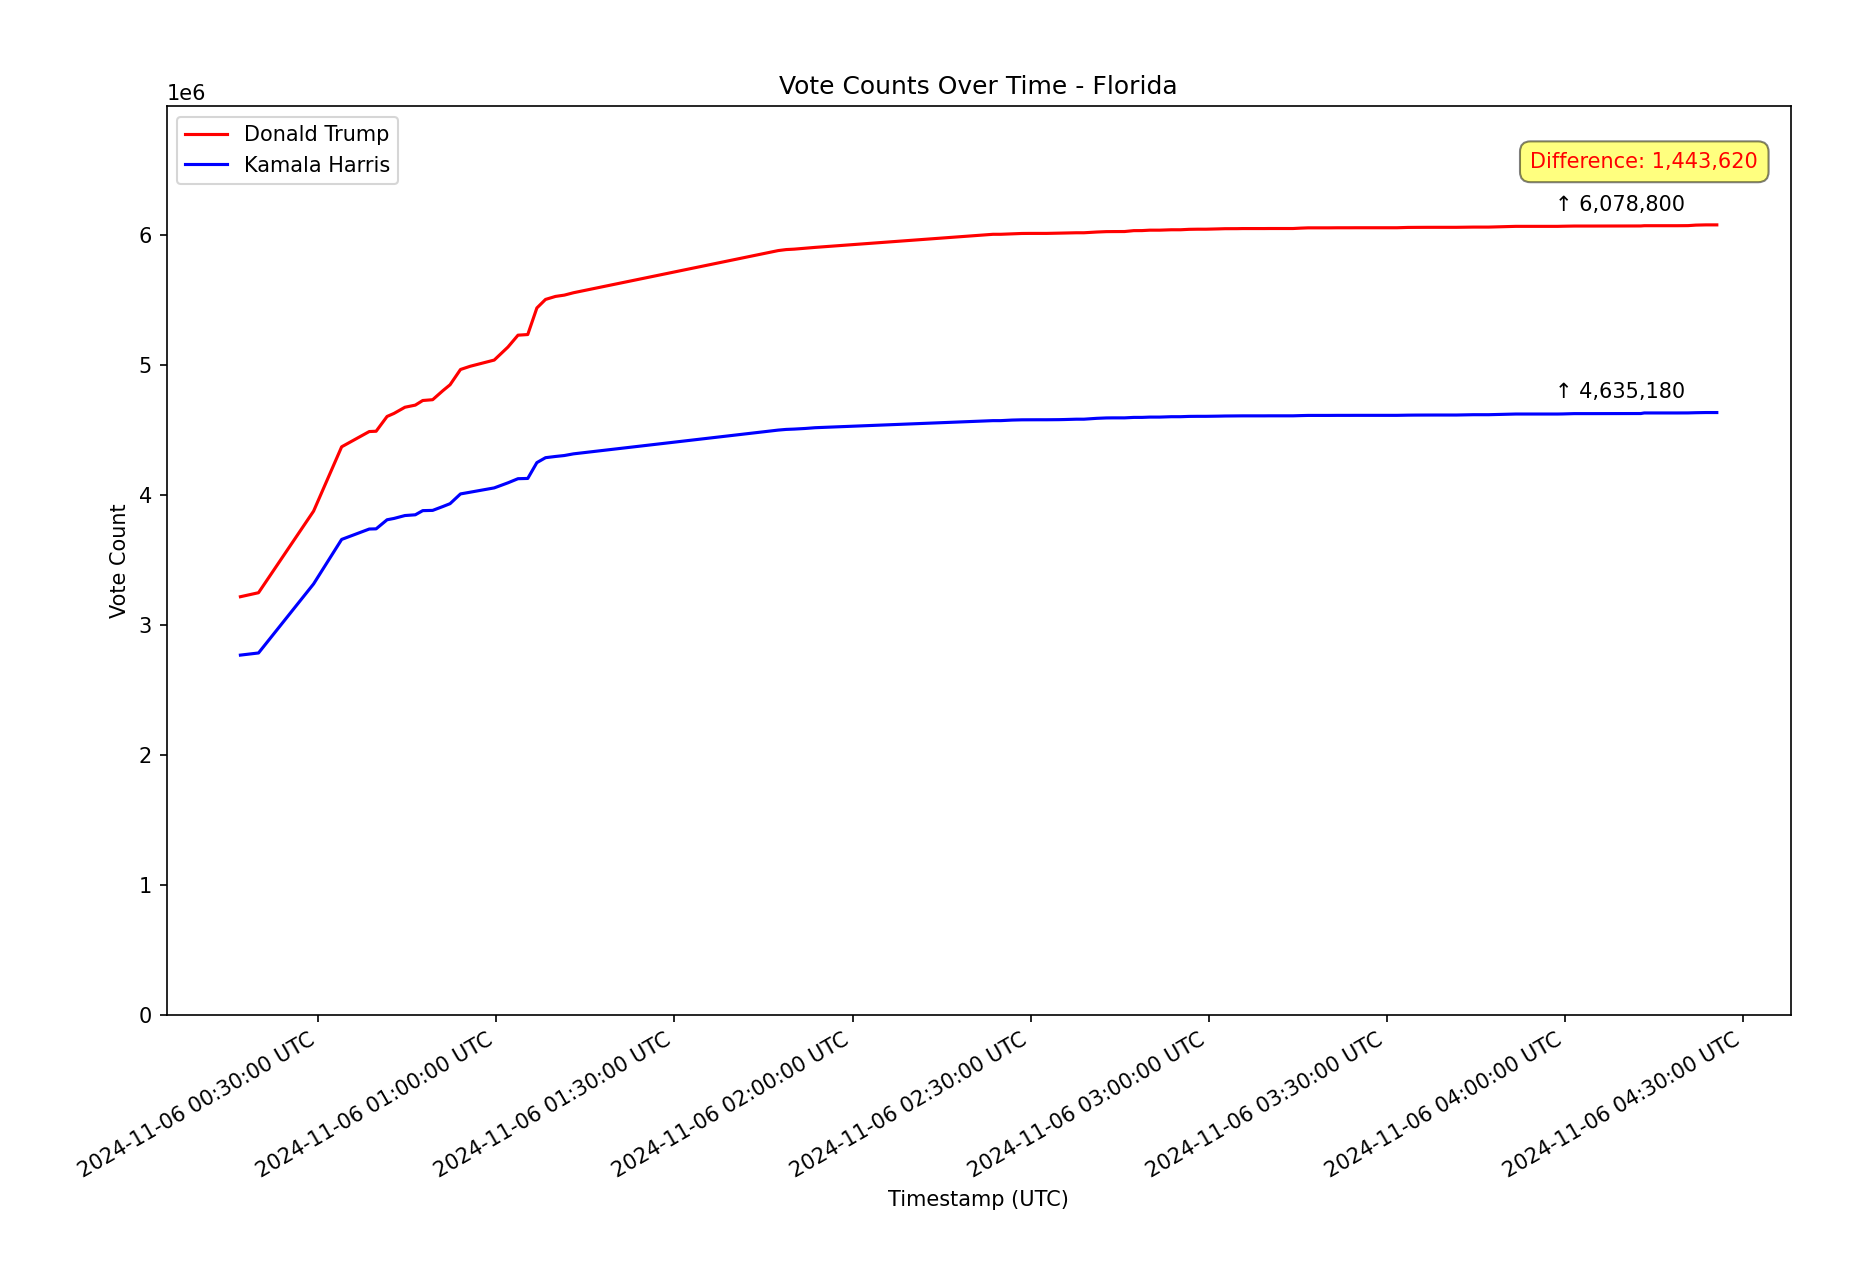 Vote Counts Over Time - Florida
1e6
Donald Trump
Kamala Harris
Difference: 1,443,620
↑ 6,078,800
↑ 4,635,180
6
5
4
3
2
1
0
Vote Count
2024-11-06 00:30:00 UTC
2024-11-06 01:00:00 UTC
2024-11-06 01:30:00 UTC
2024-11-06 02:00:00 UTC
2024-11-06 02:30:00 UTC
2024-11-06 03:00:00 UTC
2024-11-06 03:30:00 UTC
2024-11-06 04:00:00 UTC
2024-11-06 04:30:00 UTC
Timestamp (UTC)